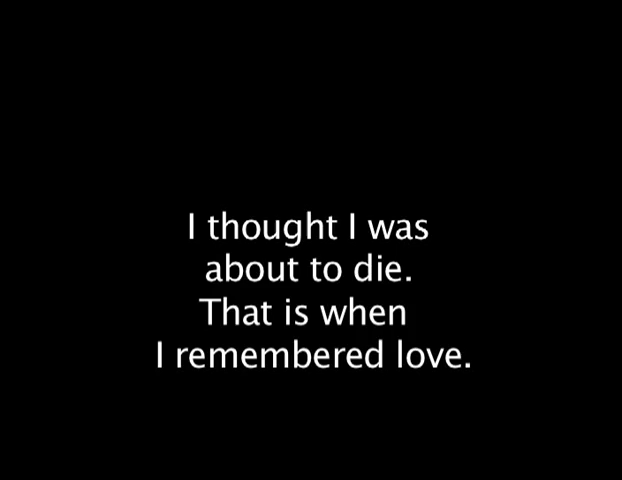 I thought I was
about to die.
That is when
I remembered love.